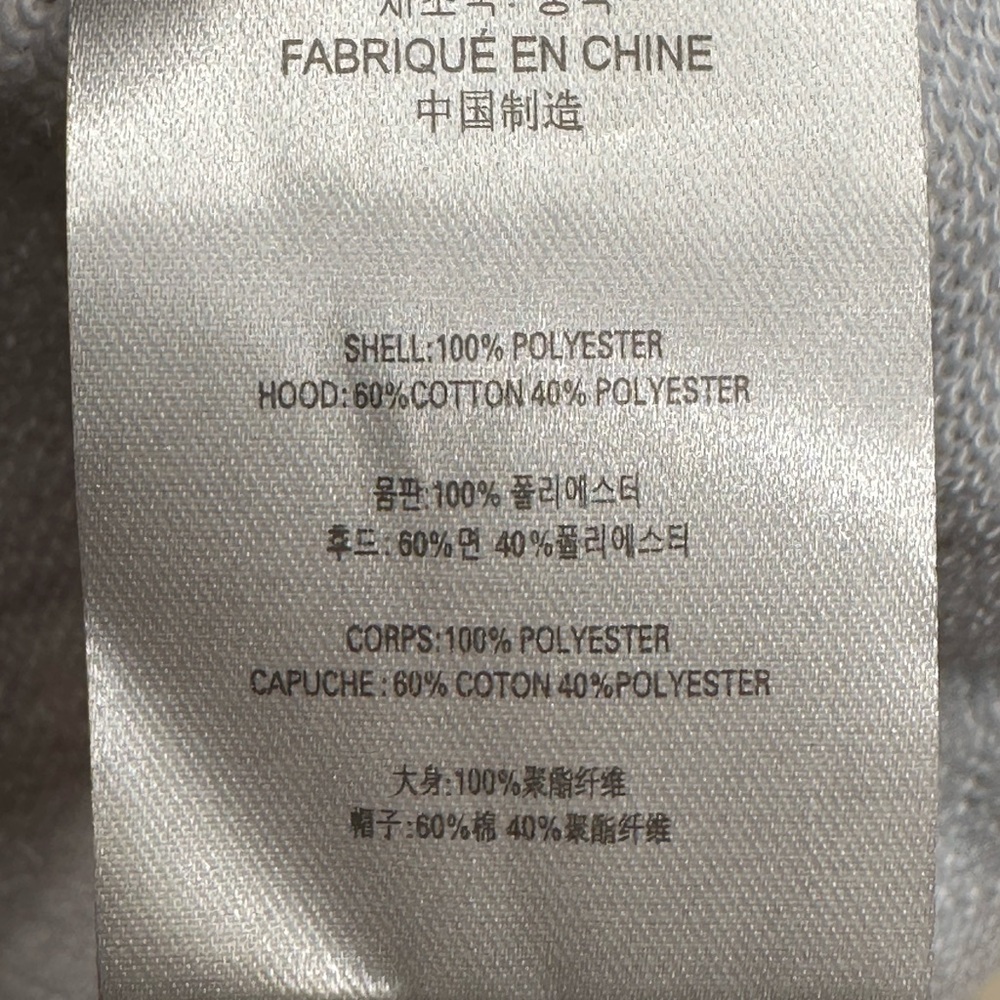 FABRIQUÉ EN CHINE
中国制造
SHELL:100% POLYESTER
HOOD: 60%COTTON 40% POLYESTER
몸판:100% 폴리에스터
후드: 60%면 40%폴리에스터
CORPS:100% POLYESTER
CAPUCHE : 60% COTON 40%POLYESTER
大身:100%聚酯纤维
帽子:60%棉 40%聚酯纤维